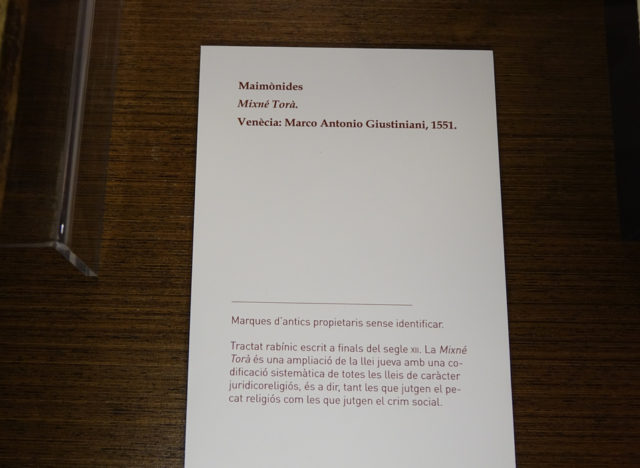 Maimònides
Mixné Torà.
Venècia: Marco Antonio Giustiniani, 1551.
Marques d'antics propietaris sense identificar.
Tractat rabínic escrit a finals del segle XII. La Mixné
Torà és una ampliació de la llei jueva amb una co-
dificació sistemàtica de totes les lleis de caràcter
juridicoreligiós, és a dir, tant les que jutgen el pe-
cat religiós com les que jutgen el crim social.